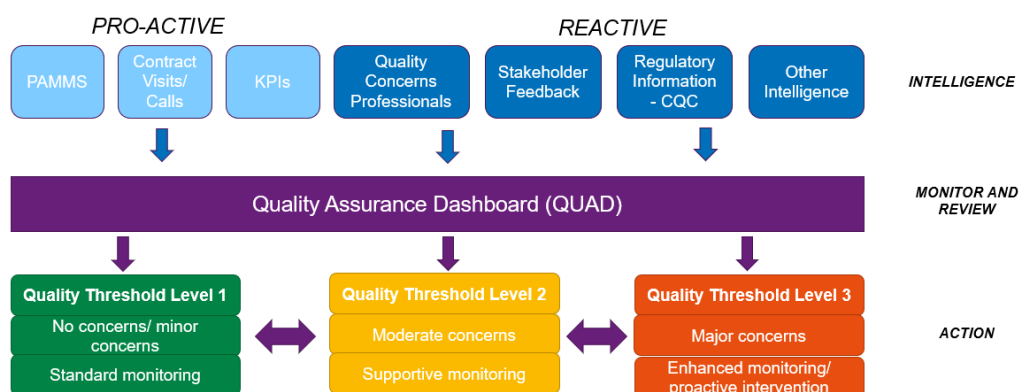 PRO-ACTIVE
REACTIVE
PAMMS
Contract
Visits/
Calls
KPIs
Quality
Concerns
Professionals
Stakeholder
Feedback
Regulatory
Information
- CQC
Other
Intelligence
INTELLIGENCE
Quality Assurance Dashboard (QUAD)
MONITOR AND
REVIEW
Quality Threshold Level 1
No concerns/ minor
concerns
Standard monitoring
Quality Threshold Level 2
Moderate concerns
Supportive monitoring
Quality Threshold Level 3
Major concerns
Enhanced monitoring/
proactive intervention
ACTION